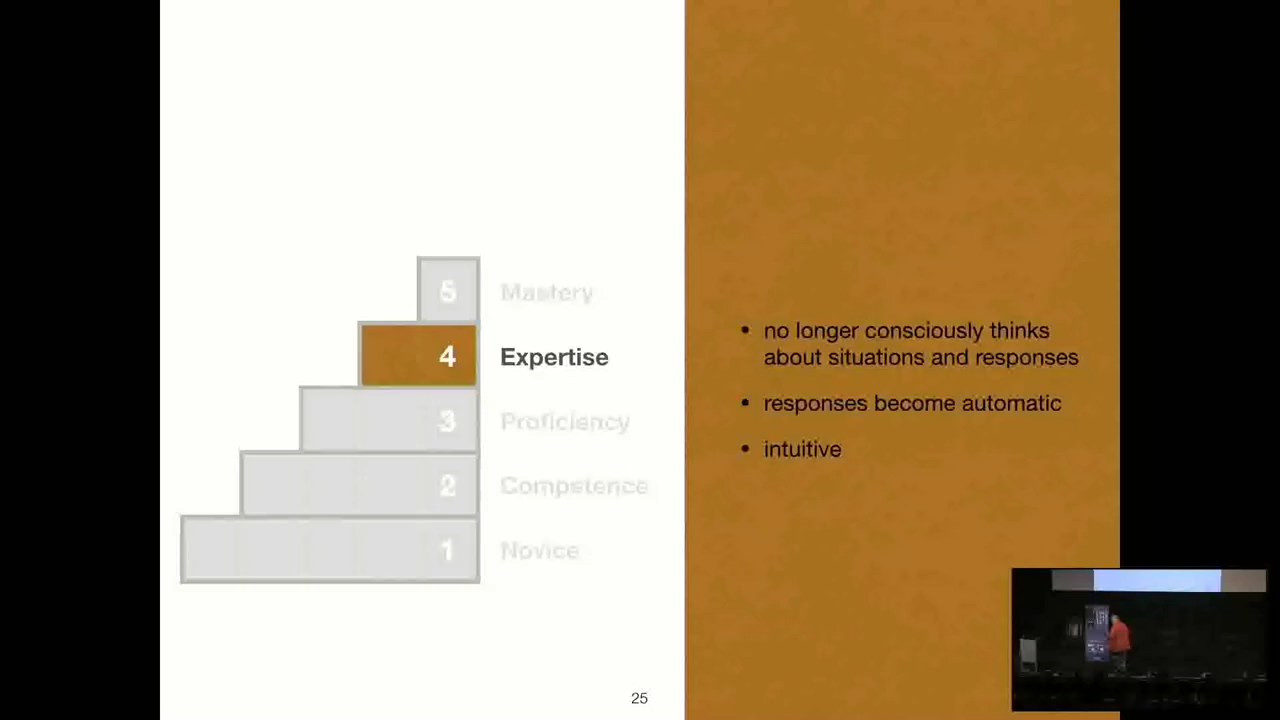 5 Mastery
4 Expertise
3 Proficiency
2 Competence
1 Novice
• no longer consciously thinks
about situations and responses
• responses become automatic
• intuitive
25